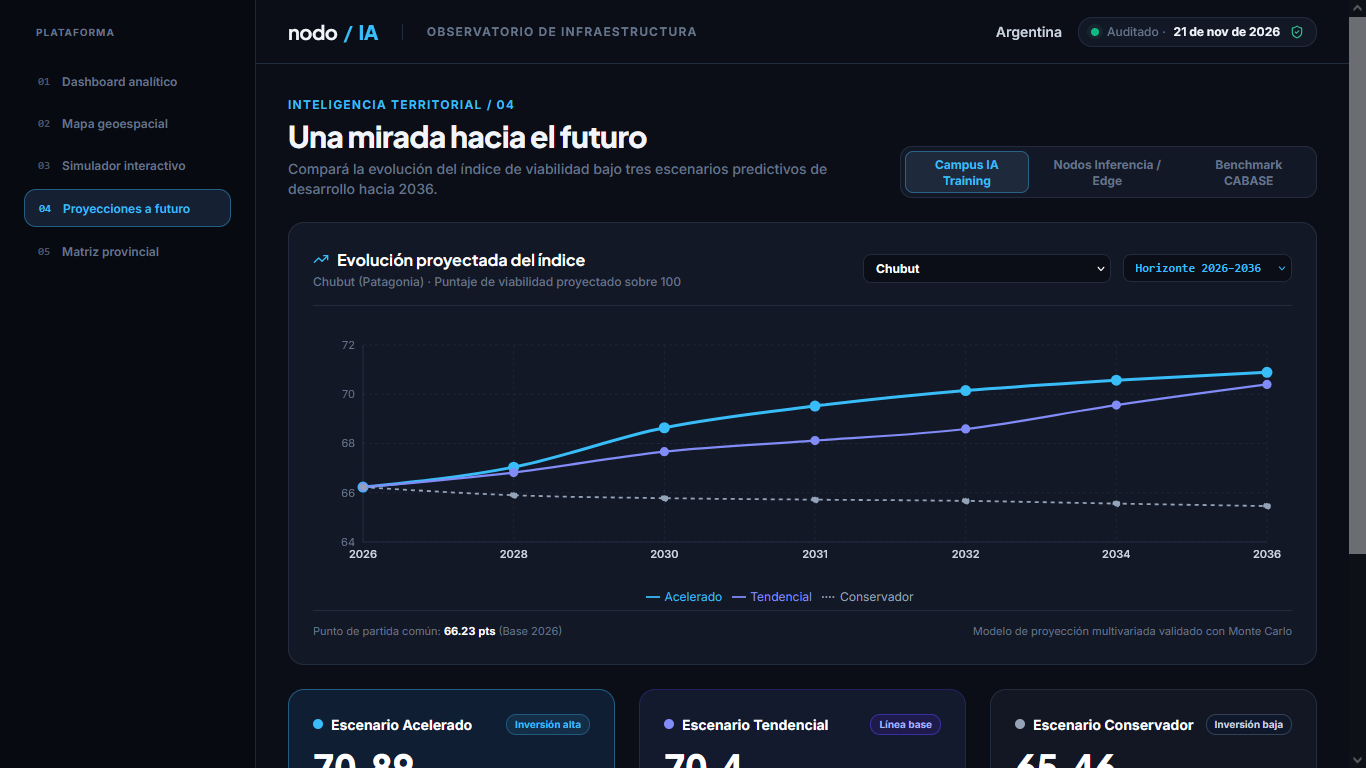 PLATAFORMA
01 Dashboard analítico
02 Mapa geoespacial
03 Simulador interactivo
04 Proyecciones a futuro
05 Matriz provincial
nodo / IA
OBSERVATORIO DE INFRAESTRUCTURA
Argentina
Auditado · 21 de nov de 2026
INTELIGENCIA TERRITORIAL / 04
Una mirada hacia el futuro
Compará la evolución del índice de viabilidad bajo tres escenarios predictivos de
desarrollo hacia 2036.
Campus IA
Training
Nodos Inferencia /
Edge
Benchmark
CABASE
Evolución proyectada del índice
Chubut (Patagonia) · Puntaje de viabilidad proyectado sobre 100
Chubut
Horizonte 2026–2036
72
70
68
66
64
2026 2028 2030 2031 2032 2034 2036
Acelerado Tendencial Conservador
Punto de partida común: 66.23 pts (Base 2026)
Modelo de proyección multivariada validado con Monte Carlo
Escenario Acelerado
Inversión alta
70.89
Escenario Tendencial
Línea base
70.4
Escenario Conservador
Inversión baja
65.46